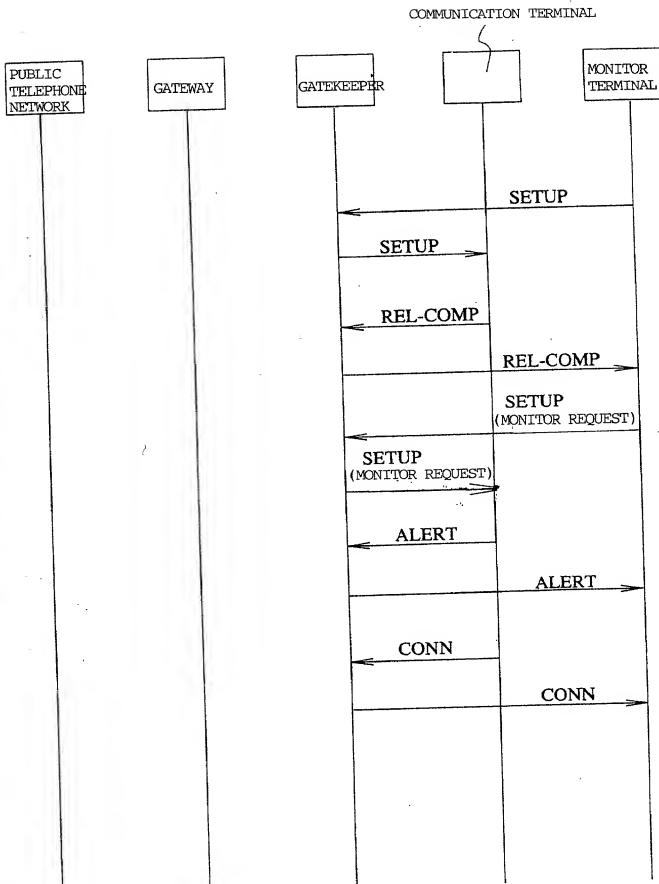 COMMUNICATION TERMINAL
PUBLIC
TELEPHONE
NETWORK
GATEWAY
GATEKEEPER
MONITOR
TERMINAL
SETUP
SETUP
REL-COMP
REL-COMP
SETUP
(MONITOR REQUEST)
SETUP
(MONITOR REQUEST)
ALERT
ALERT
CONN
CONN